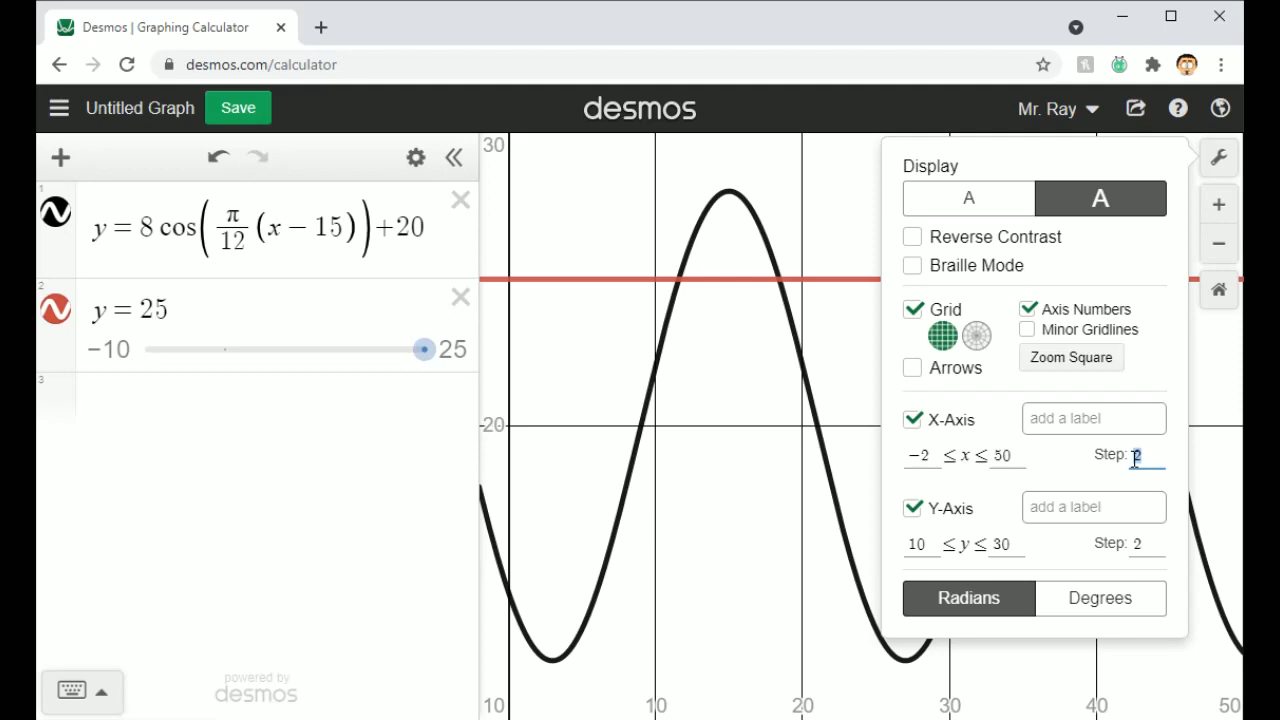 Desmos | Graphing Calculator
desmos.com/calculator
Untitled Graph Save desmos Mr. Ray
1
y = 8 cos(π/12 (x − 15)) + 20
2
y = 25
−10 25
3
powered by
desmos
30
20
10 10 20 30 40 50
Display
A A
Reverse Contrast
Braille Mode
Grid
Axis Numbers
Minor Gridlines
Zoom Square
Arrows
X-Axis add a label
−2 ≤ x ≤ 50 Step: 2
Y-Axis add a label
10 ≤ y ≤ 30 Step: 2
Radians Degrees